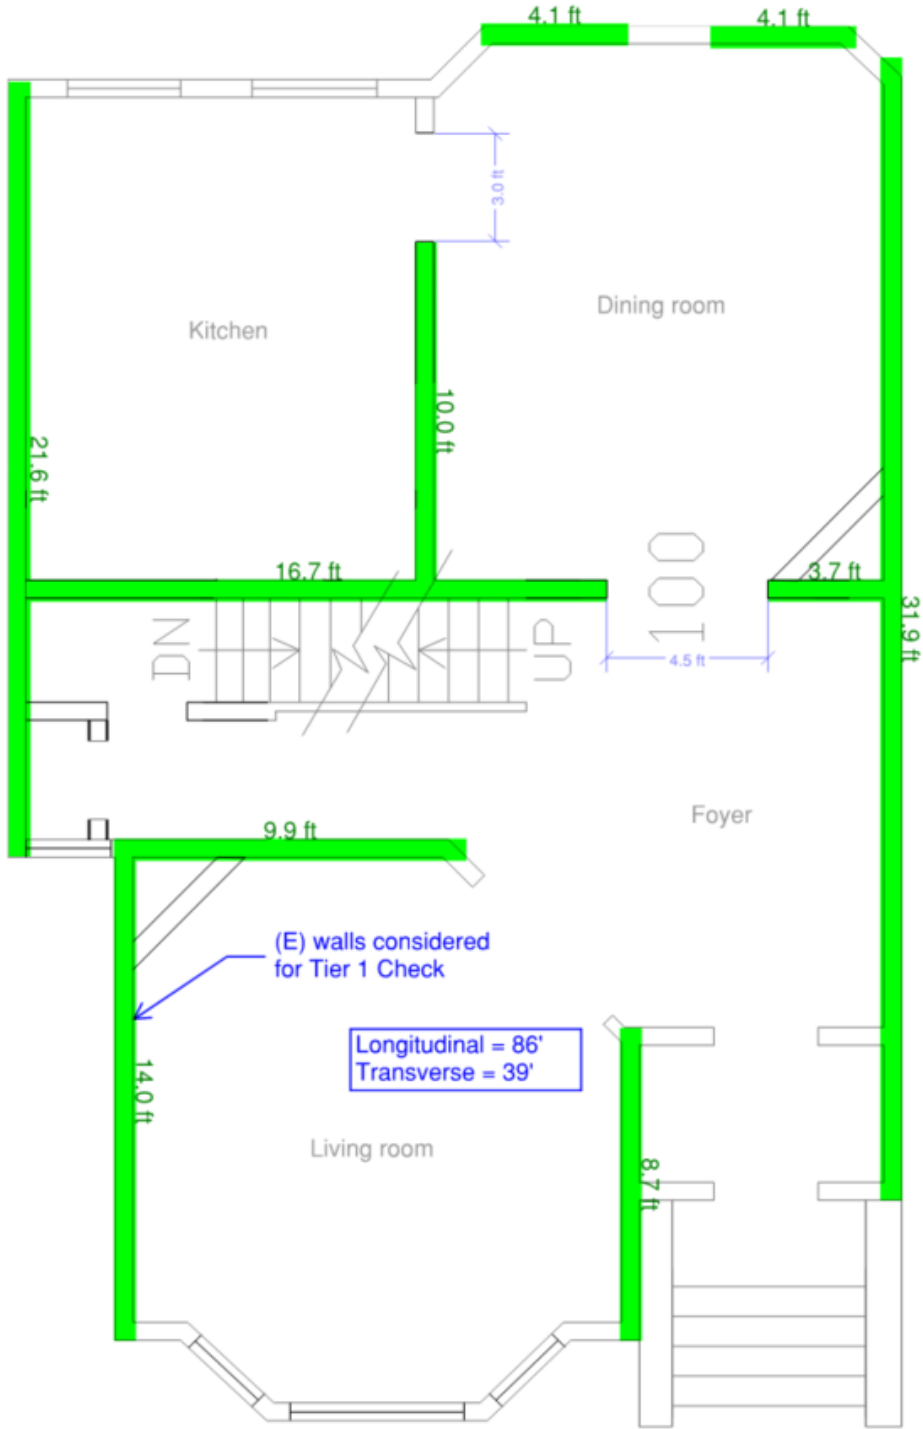 4.1 ft
4.1 ft
3.0 ft
Kitchen
Dining room
10.0 ft
21.6 ft
16.7 ft
3.7 ft
100
DN
UP
4.5 ft
31.9 ft
9.9 ft
Foyer
(E) walls considered
for Tier 1 Check
Longitudinal = 86'
Transverse = 39'
14.0 ft
Living room
8.7 ft